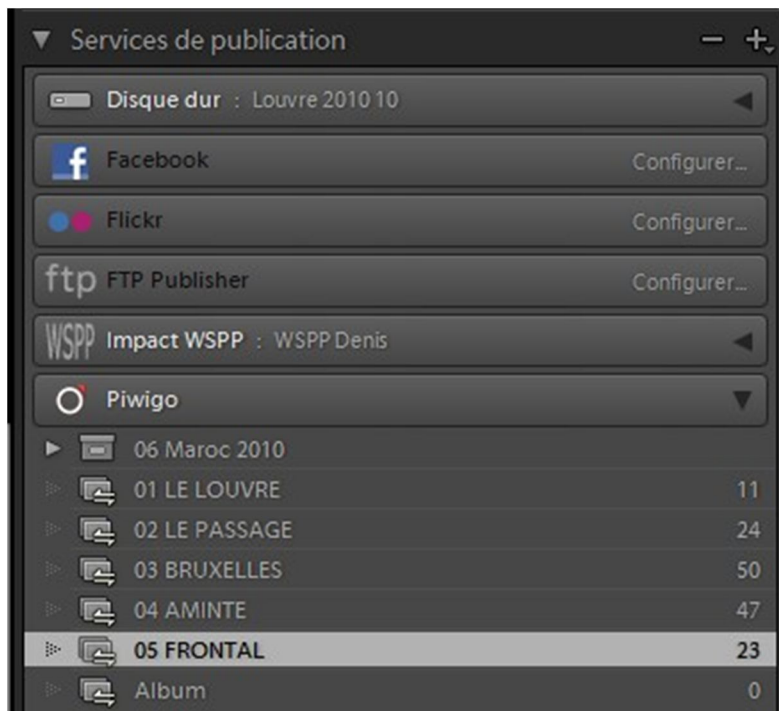 Services de publication
Disque dur : Louvre 2010 10
f Facebook Configurer...
Flickr Configurer...
ftp FTP Publisher Configurer...
WSPP Impact WSPP : WSPP Denis
Piwigo
06 Maroc 2010
01 LE LOUVRE 11
02 LE PASSAGE 24
03 BRUXELLES 50
04 AMINTE 47
05 FRONTAL 23
Album 0